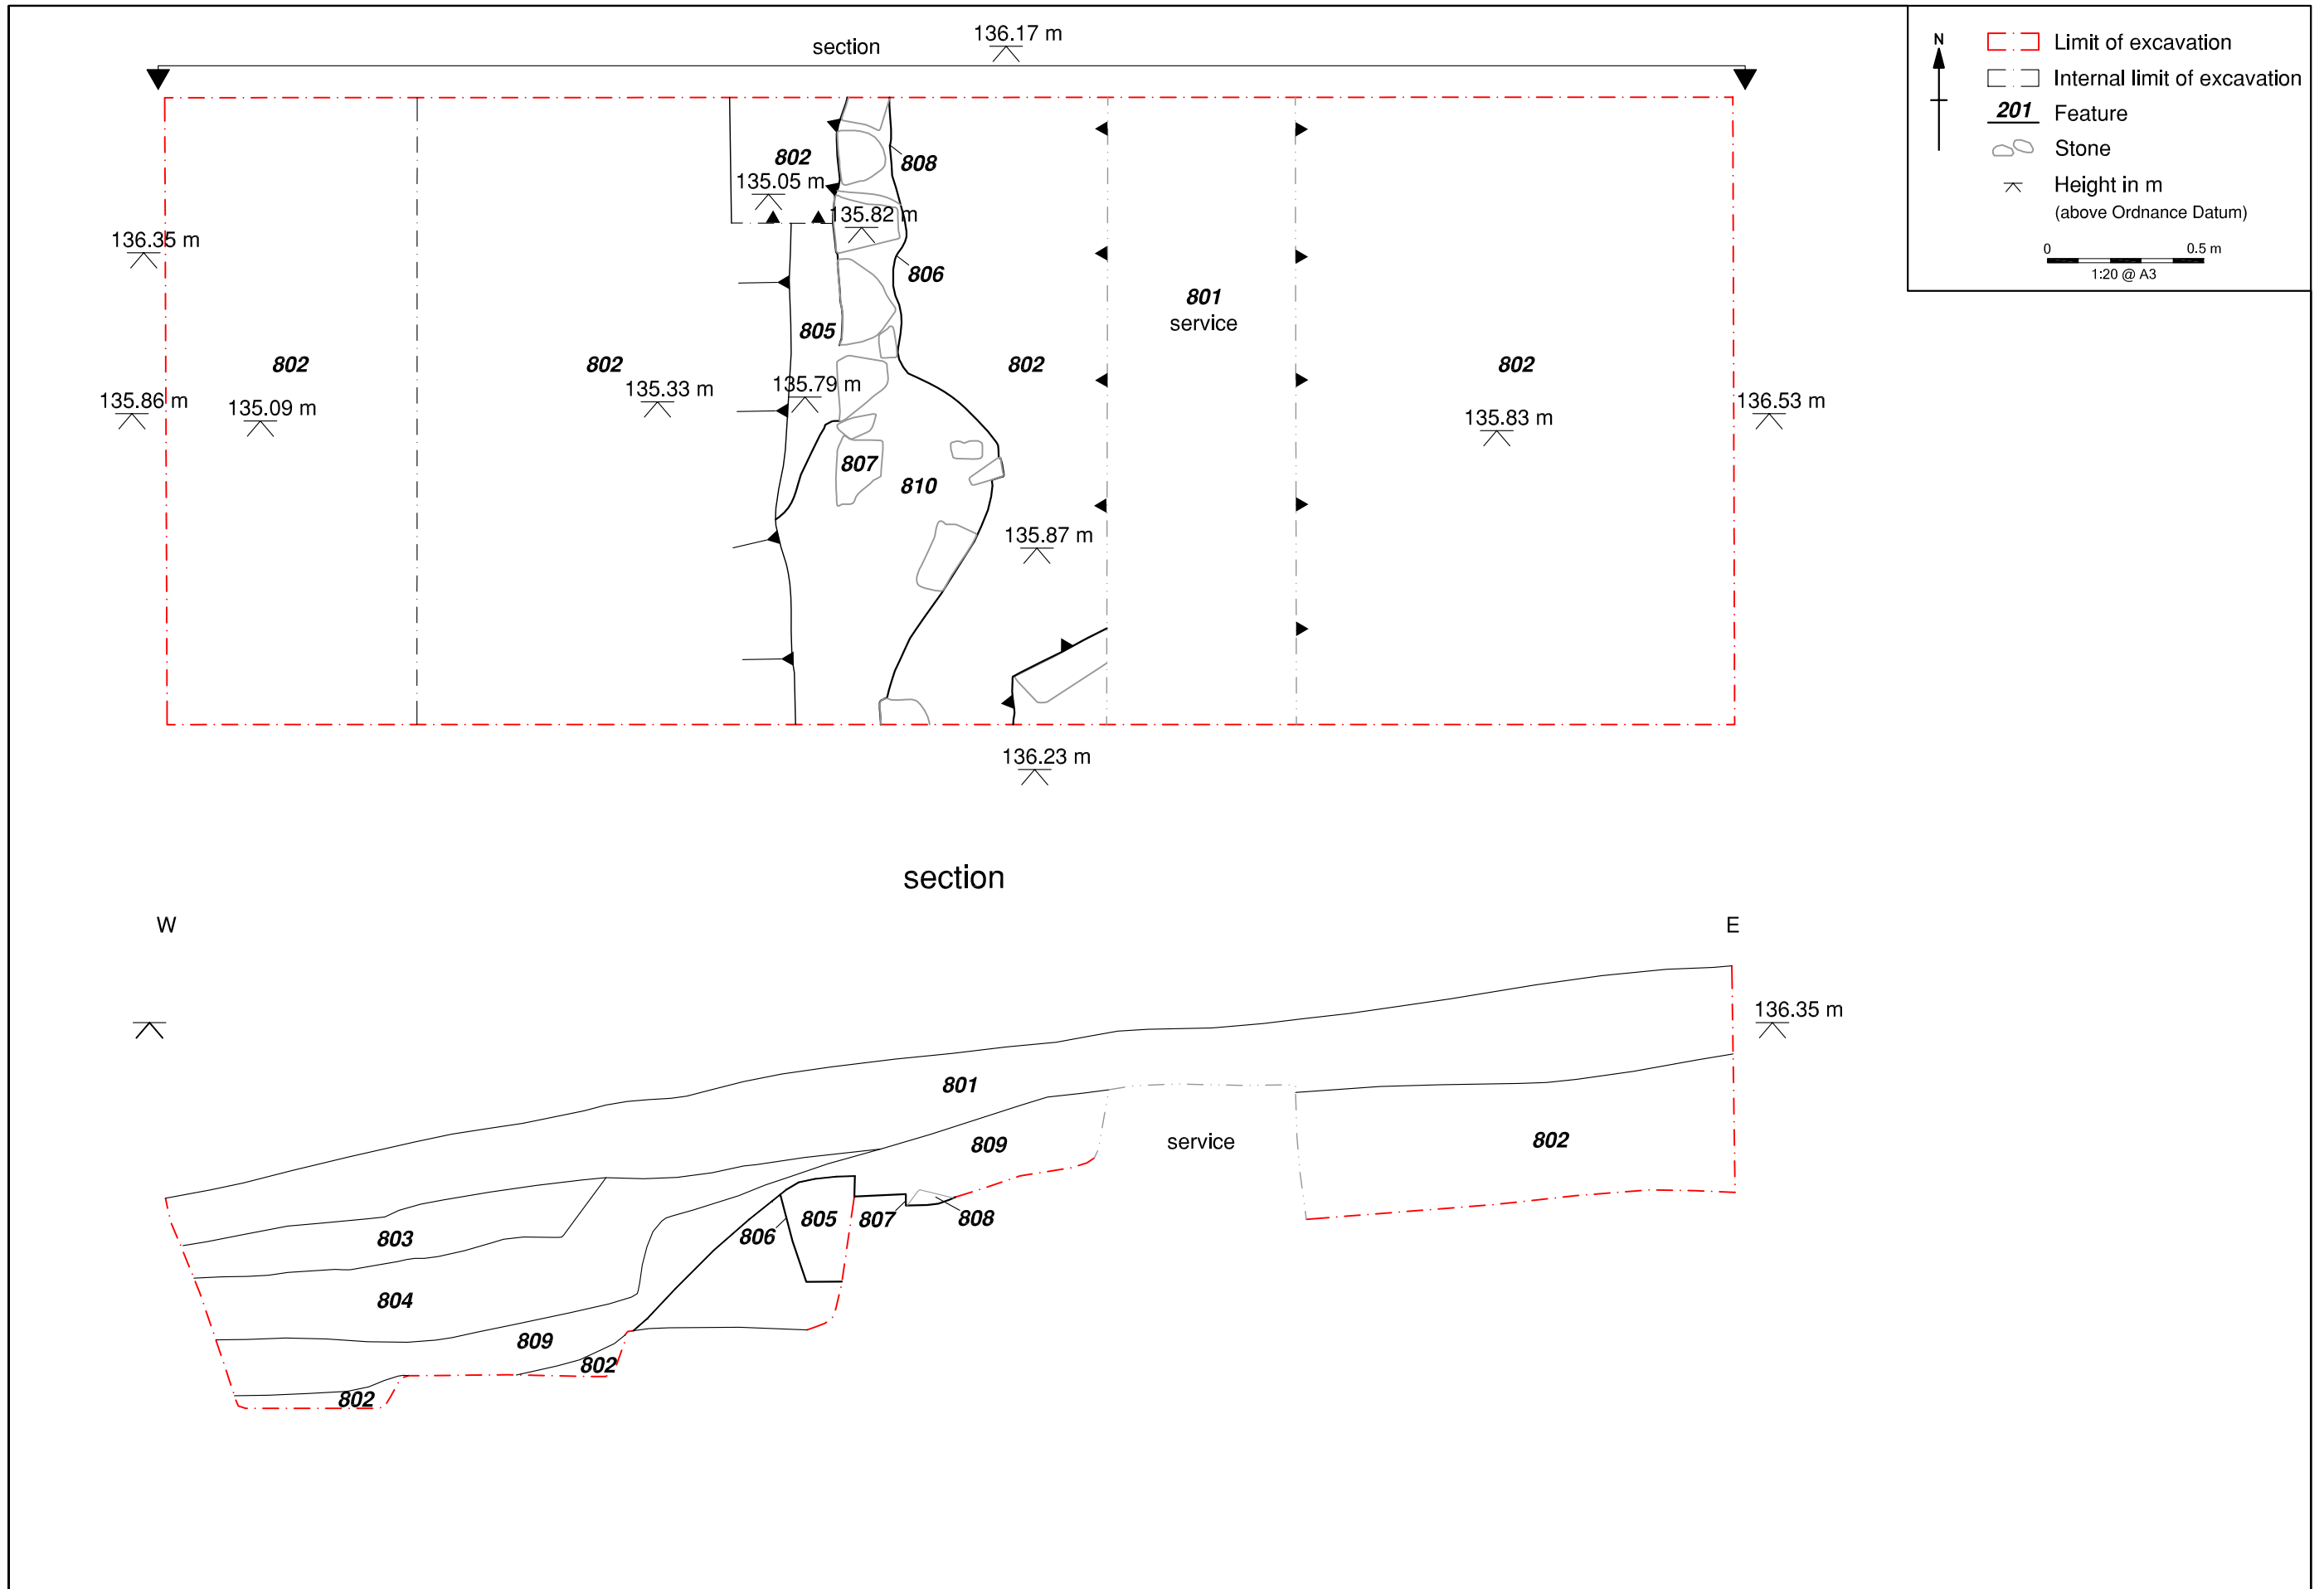 section
136.17 m
N
Limit of excavation
Internal limit of excavation
201 Feature
Stone
Height in m
(above Ordnance Datum)
0 0.5 m
1:20 @ A3
802
808
135.05 m
135.82 m
136.35 m
806
801
service
805
802
802
802
802
135.79 m
135.33 m
135.86 m
135.09 m
136.53 m
135.83 m
807
810
135.87 m
136.23 m
section
W
E
136.35 m
801
809
service
802
803
806
805
807
808
804
809
802
802